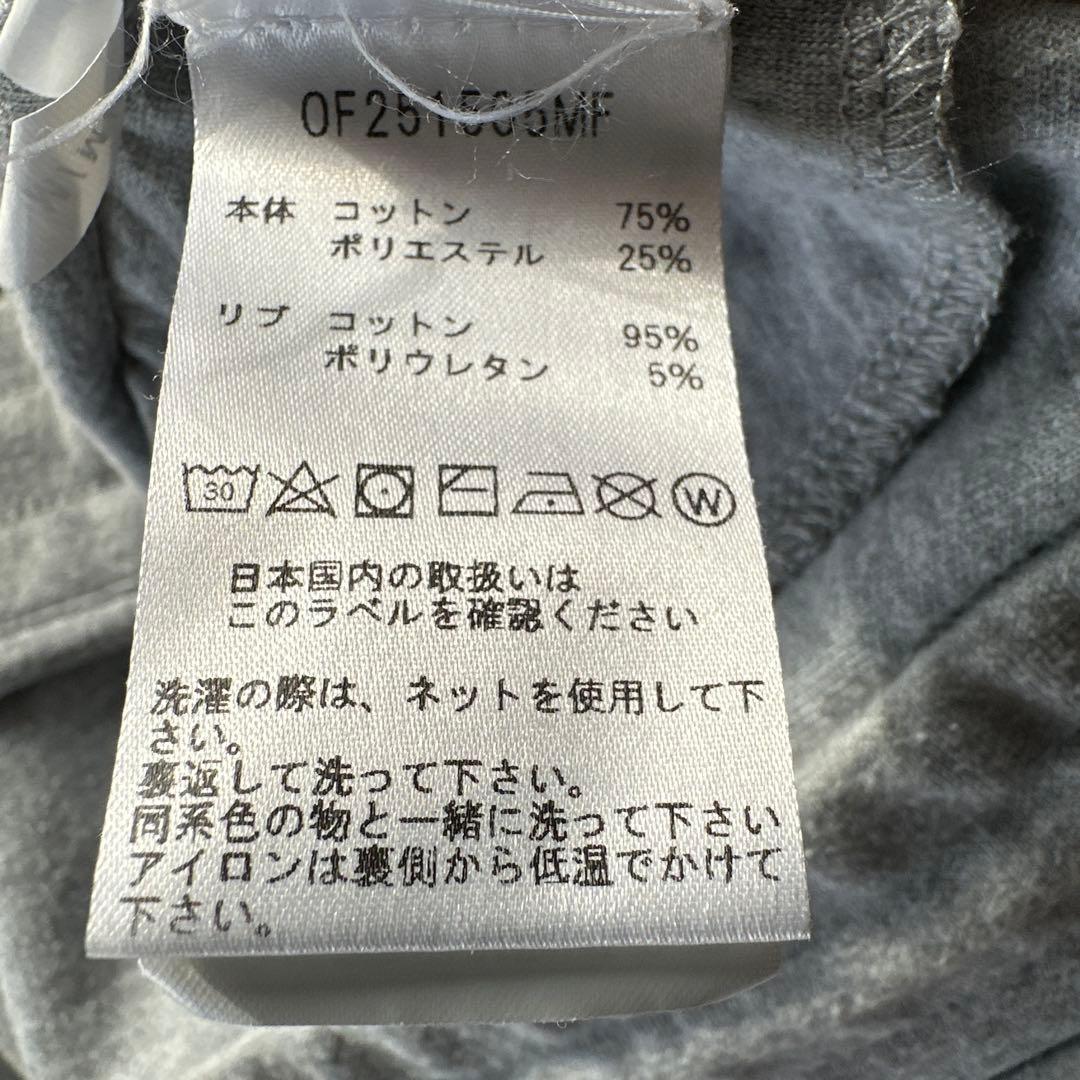 本体 コットン 75%
ポリエステル 25%
リブ コットン 95%
ポリウレタン 5%
30
W
日本国内の取扱いは
このラベルを確認ください
洗濯の際は、ネットを使用して下
さい。
裏返して洗って下さい。
同系色の物と一緒に洗って下さい
アイロンは裏側から低温でかけて
下さい。